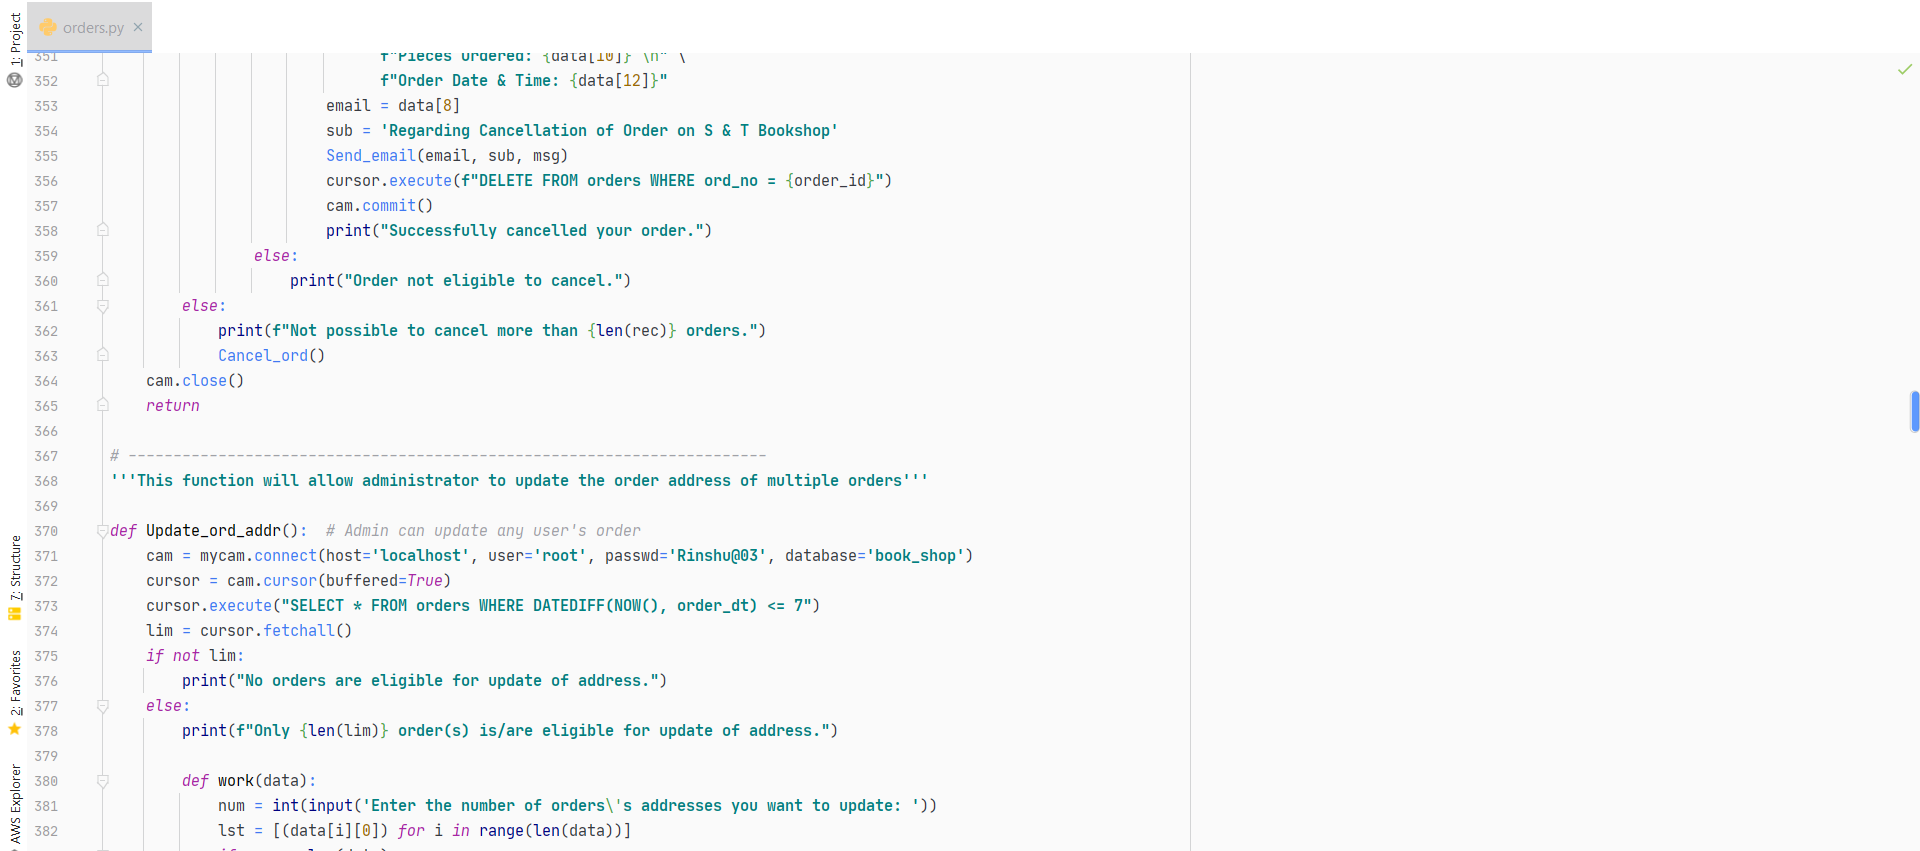 1: Project
orders.py
351 f"Pieces Ordered: {data[10]} \n" \
352 f"Order Date & Time: {data[12]}"
353 email = data[8]
354 sub = 'Regarding Cancellation of Order on S & T Bookshop'
355 Send_email(email, sub, msg)
356 cursor.execute(f"DELETE FROM orders WHERE ord_no = {order_id}")
357 cam.commit()
358 print("Successfully cancelled your order.")
359 else:
360 print("Order not eligible to cancel.")
361 else:
362 print(f"Not possible to cancel more than {len(rec)} orders.")
363 Cancel_ord()
364 cam.close()
365 return
366
367 # -----------------------------------------------------------------------
368 '''This function will allow administrator to update the order address of multiple orders'''
369
370 def Update_ord_addr():  # Admin can update any user's order
371 cam = mycam.connect(host='localhost', user='root', passwd='Rinshu@03', database='book_shop')
372 cursor = cam.cursor(buffered=True)
373 cursor.execute("SELECT * FROM orders WHERE DATEDIFF(NOW(), order_dt) <= 7")
374 lim = cursor.fetchall()
375 if not lim:
376 print("No orders are eligible for update of address.")
377 else:
378 print(f"Only {len(lim)} order(s) is/are eligible for update of address.")
379
380 def work(data):
381 num = int(input('Enter the number of orders\'s addresses you want to update: '))
382 lst = [(data[i][0]) for i in range(len(data))]
7: Structure
2: Favorites
AWS Explorer